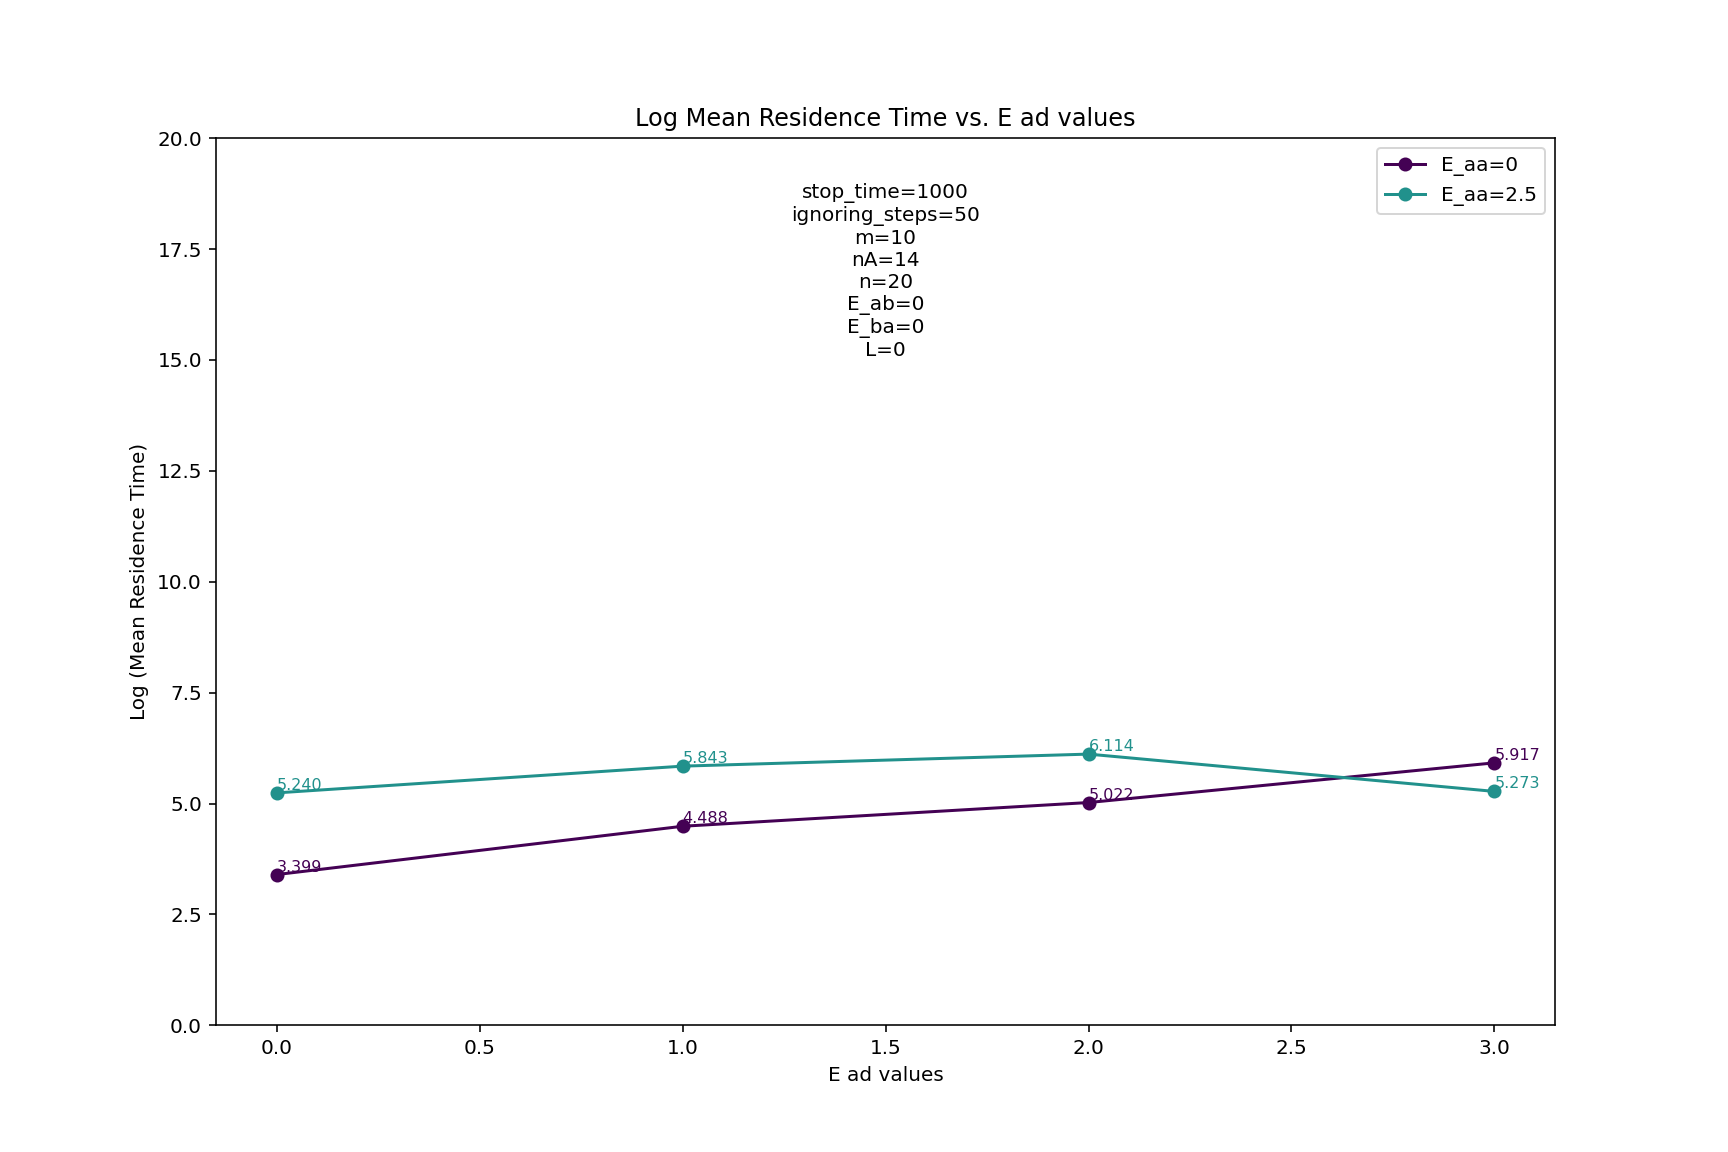 Log Mean Residence Time vs. E ad values
20.0
17.5
15.0
12.5
10.0
7.5
5.0
2.5
0.0
Log (Mean Residence Time)
stop_time=1000
ignoring_steps=50
m=10
nA=14
n=20
E_ab=0
E_ba=0
L=0
E_aa=0
E_aa=2.5
5.240
5.843
6.114
5.273
3.399
4.488
5.022
5.917
0.0 0.5 1.0 1.5 2.0 2.5 3.0
E ad values